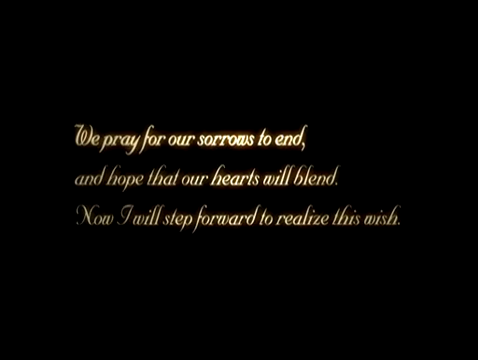 We pray for our sorrows to end,
and hope that our hearts will blend.
Now I will step forward to realize this wish.